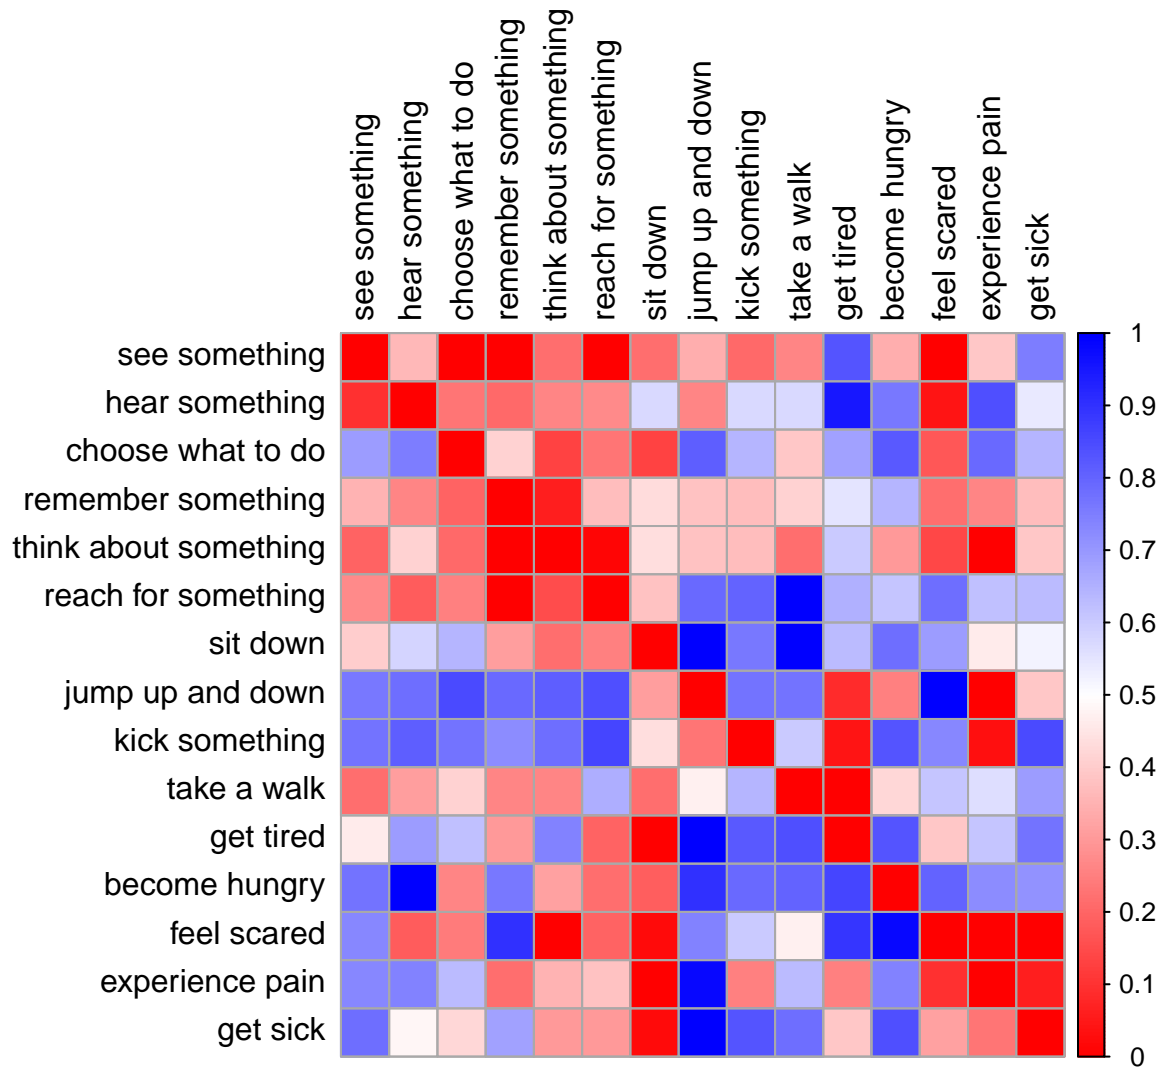 see something
hear something
choose what to do
remember something
think about something
reach for something
sit down
jump up and down
kick something
take a walk
get tired
become hungry
feel scared
experience pain
get sick
see something
hear something
choose what to do
remember something
think about something
reach for something
sit down
jump up and down
kick something
take a walk
get tired
become hungry
feel scared
experience pain
get sick
1
0.9
0.8
0.7
0.6
0.5
0.4
0.3
0.2
0.1
0